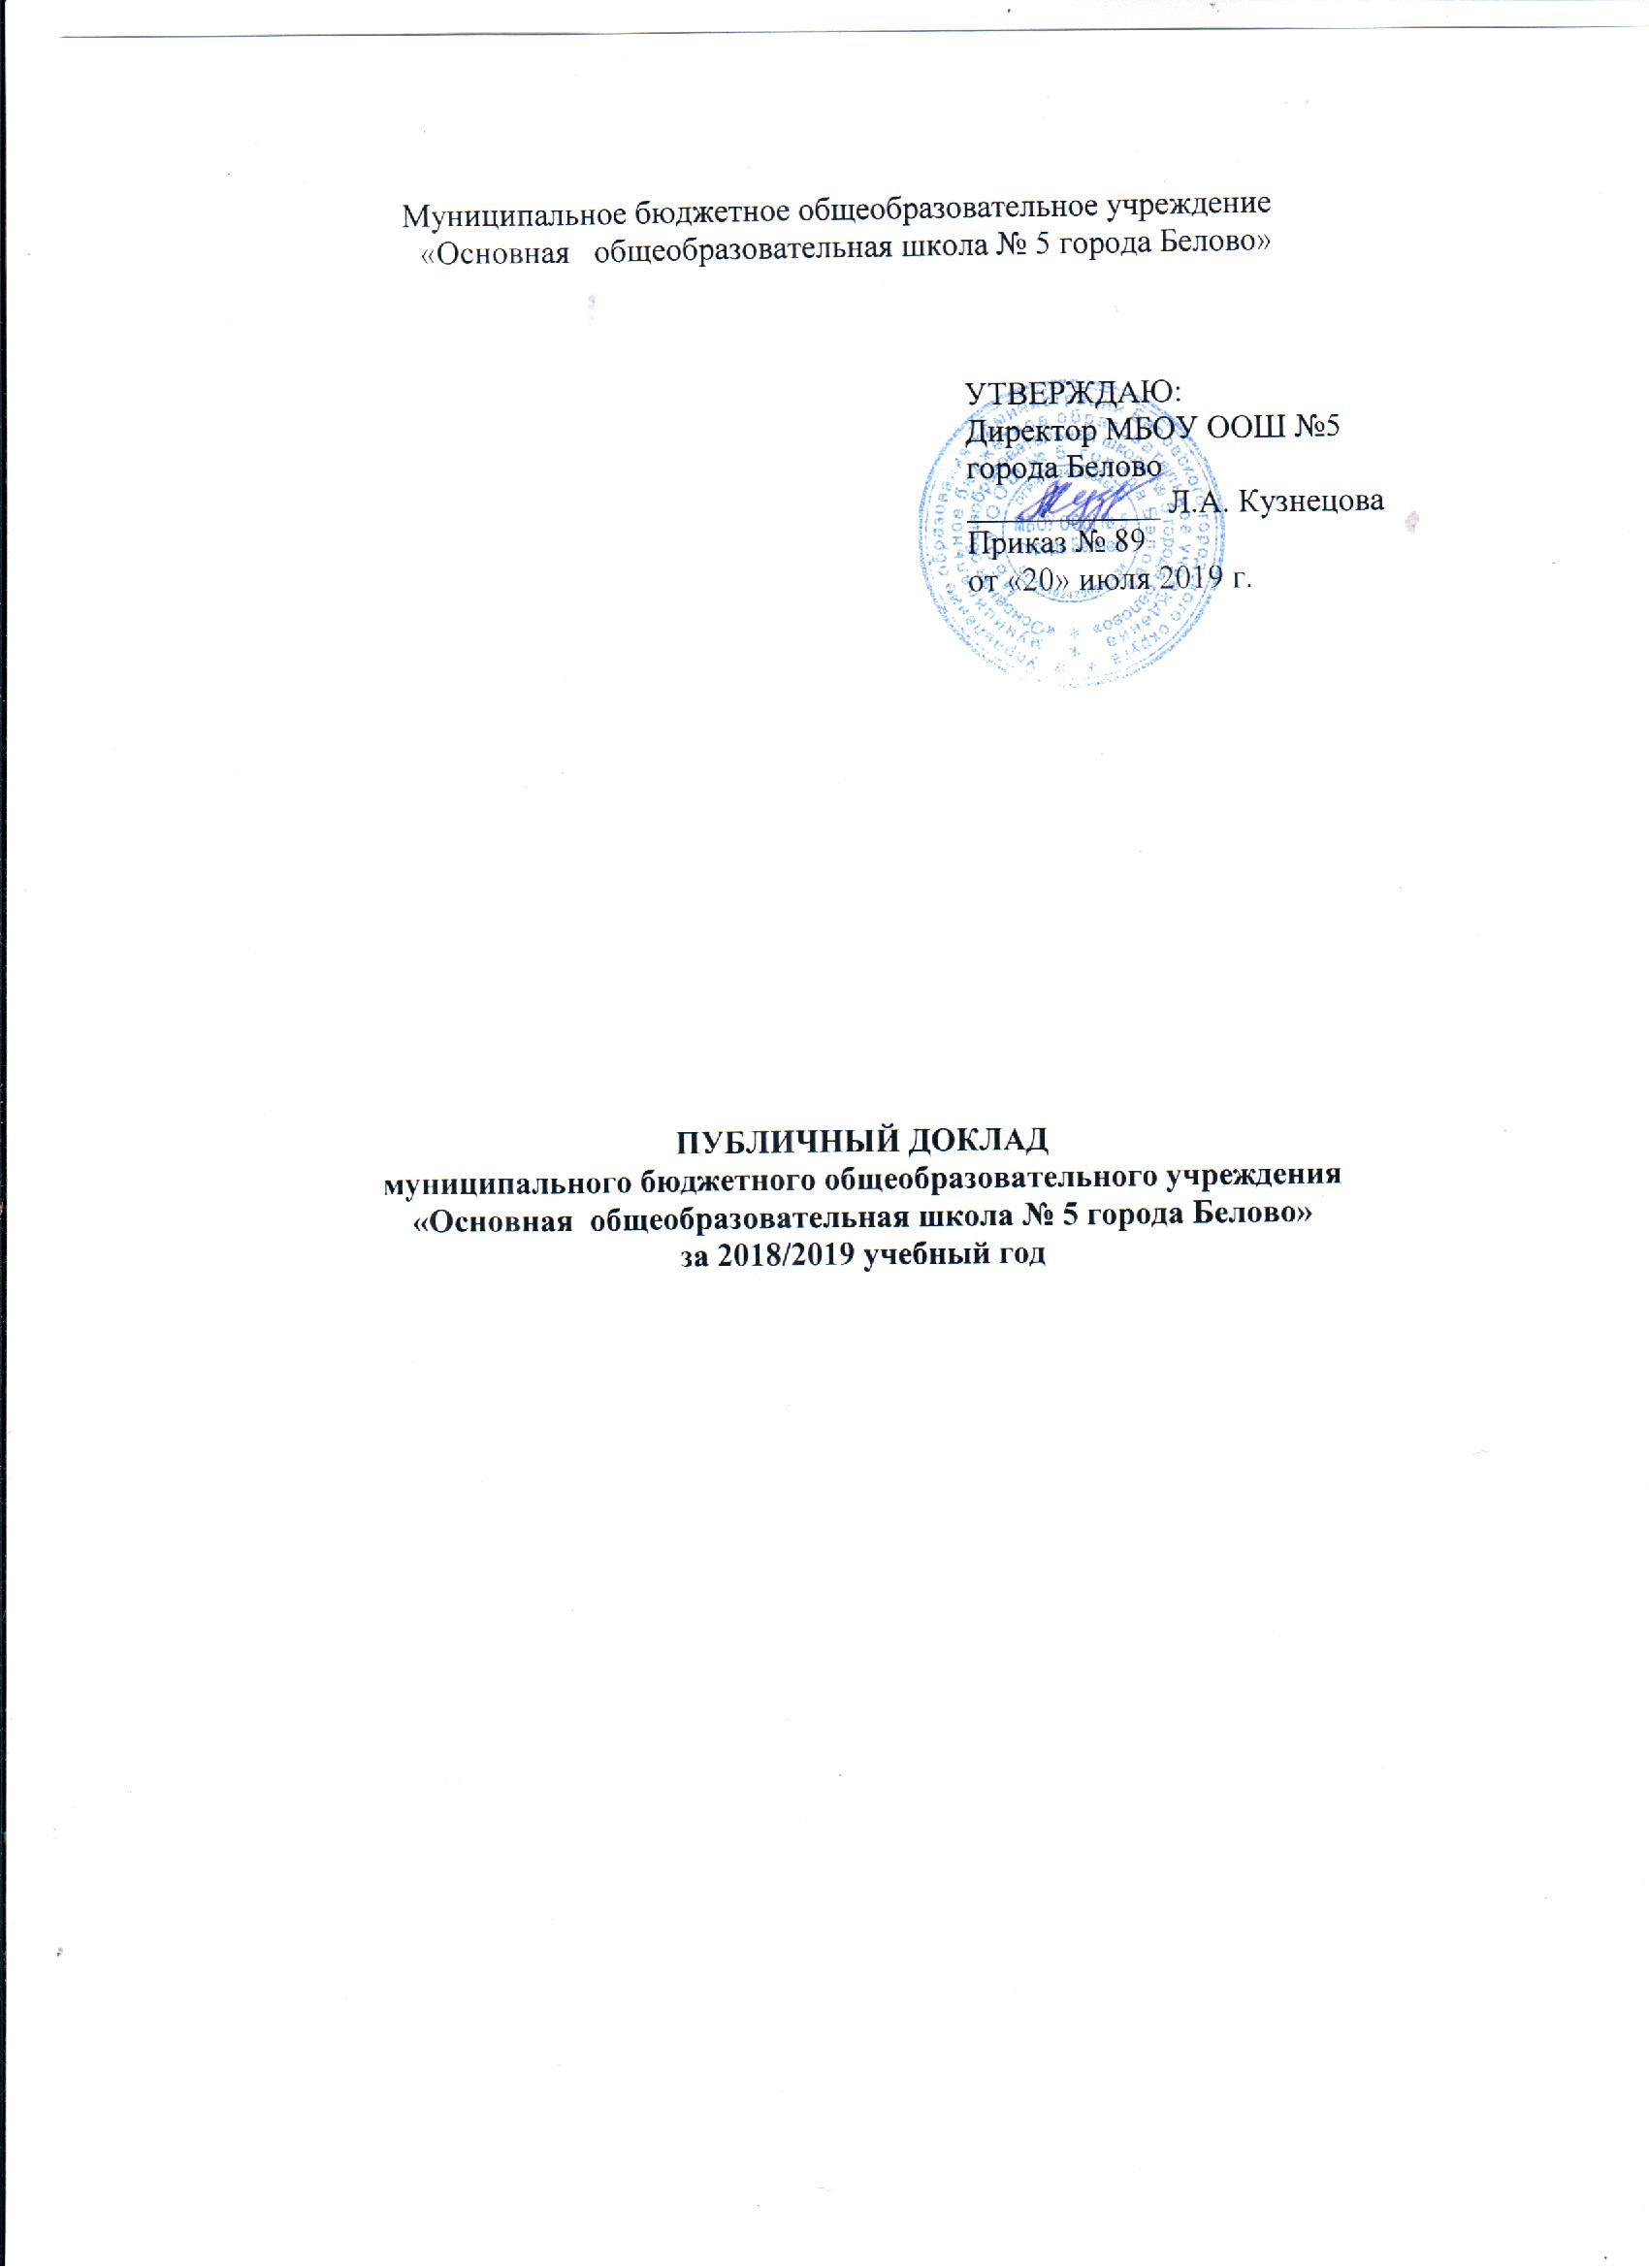 Муниципальное бюджетное общеобразовательное учреждение
«Основная общеобразовательная школа № 5 города Белово»
УТВЕРЖДАЮ:
Директор МБОУ ООШ №5
города Белово
____________ Л.А. Кузнецова
Приказ № 89
от «20» июля 2019 г.
ПУБЛИЧНЫЙ ДОКЛАД
муниципального бюджетного общеобразовательного учреждения
«Основная общеобразовательная школа № 5 города Белово»
за 2018/2019 учебный год